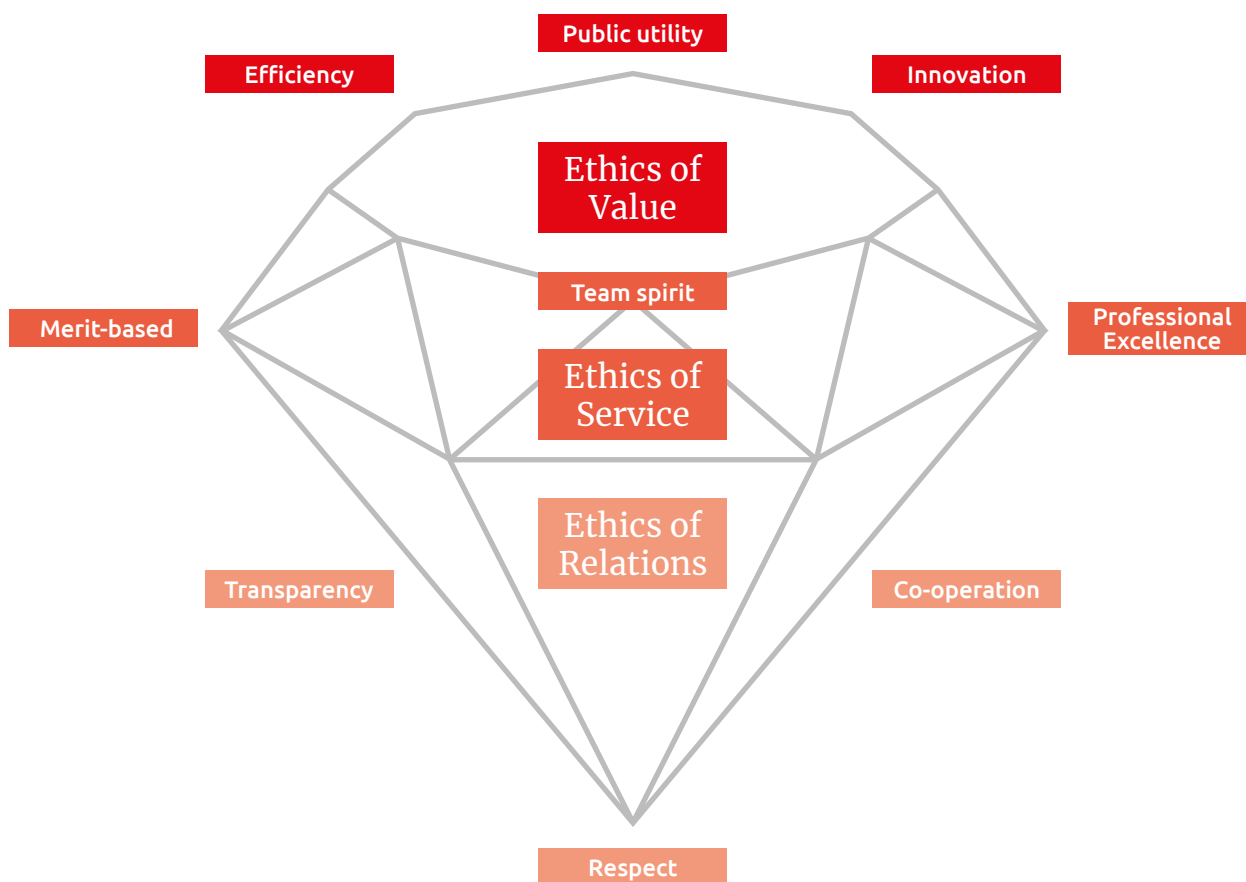 Public utility
Efficiency
Innovation
Ethics of
Value
Team spirit
Merit-based
Professional
Excellence
Ethics of
Service
Ethics of
Relations
Transparency
Co-operation
Respect